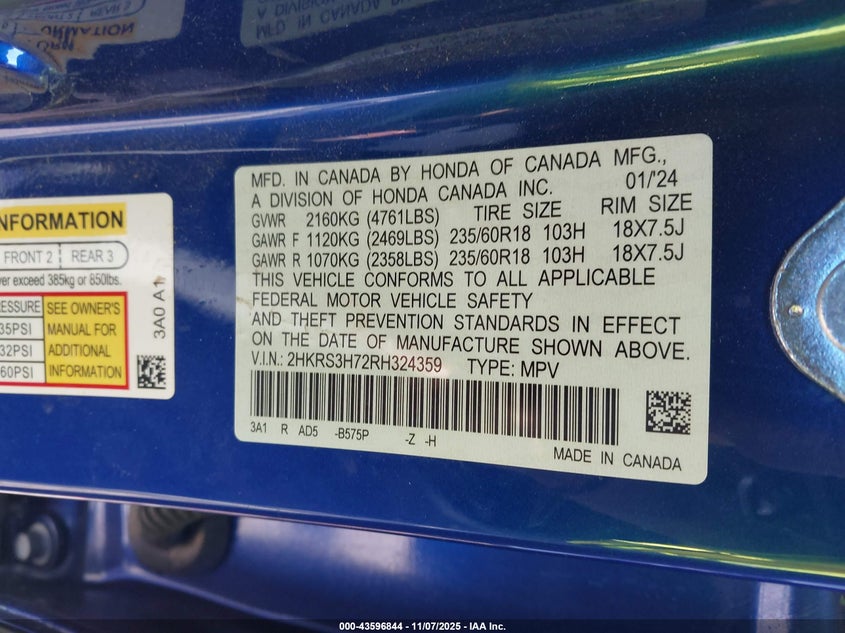 MFD. IN CANADA BY HONDA OF CANADA MFG.,
A DIVISION OF HONDA CANADA INC. 01/'24
GVWR 2160KG (4761LBS) TIRE SIZE RIM SIZE
GAWR F 1120KG (2469LBS) 235/60R18 103H 18X7.5J
GAWR R 1070KG (2358LBS) 235/60R18 103H 18X7.5J
THIS VEHICLE CONFORMS TO ALL APPLICABLE
FEDERAL MOTOR VEHICLE SAFETY
AND THEFT PREVENTION STANDARDS IN EFFECT
ON THE DATE OF MANUFACTURE SHOWN ABOVE.
V.I.N.: 2HKRS3H72RH324359 TYPE: MPV
3A1 R AD5 -B575P -Z -H
MADE IN CANADA
INFORMATION
FRONT 2 REAR 3
exceed 385kg or 850lbs.
SEE OWNER'S
35PSI MANUAL FOR
32PSI ADDITIONAL
60PSI INFORMATION
3A0 A1
000-43596844 - 11/07/2025 - IAA Inc.